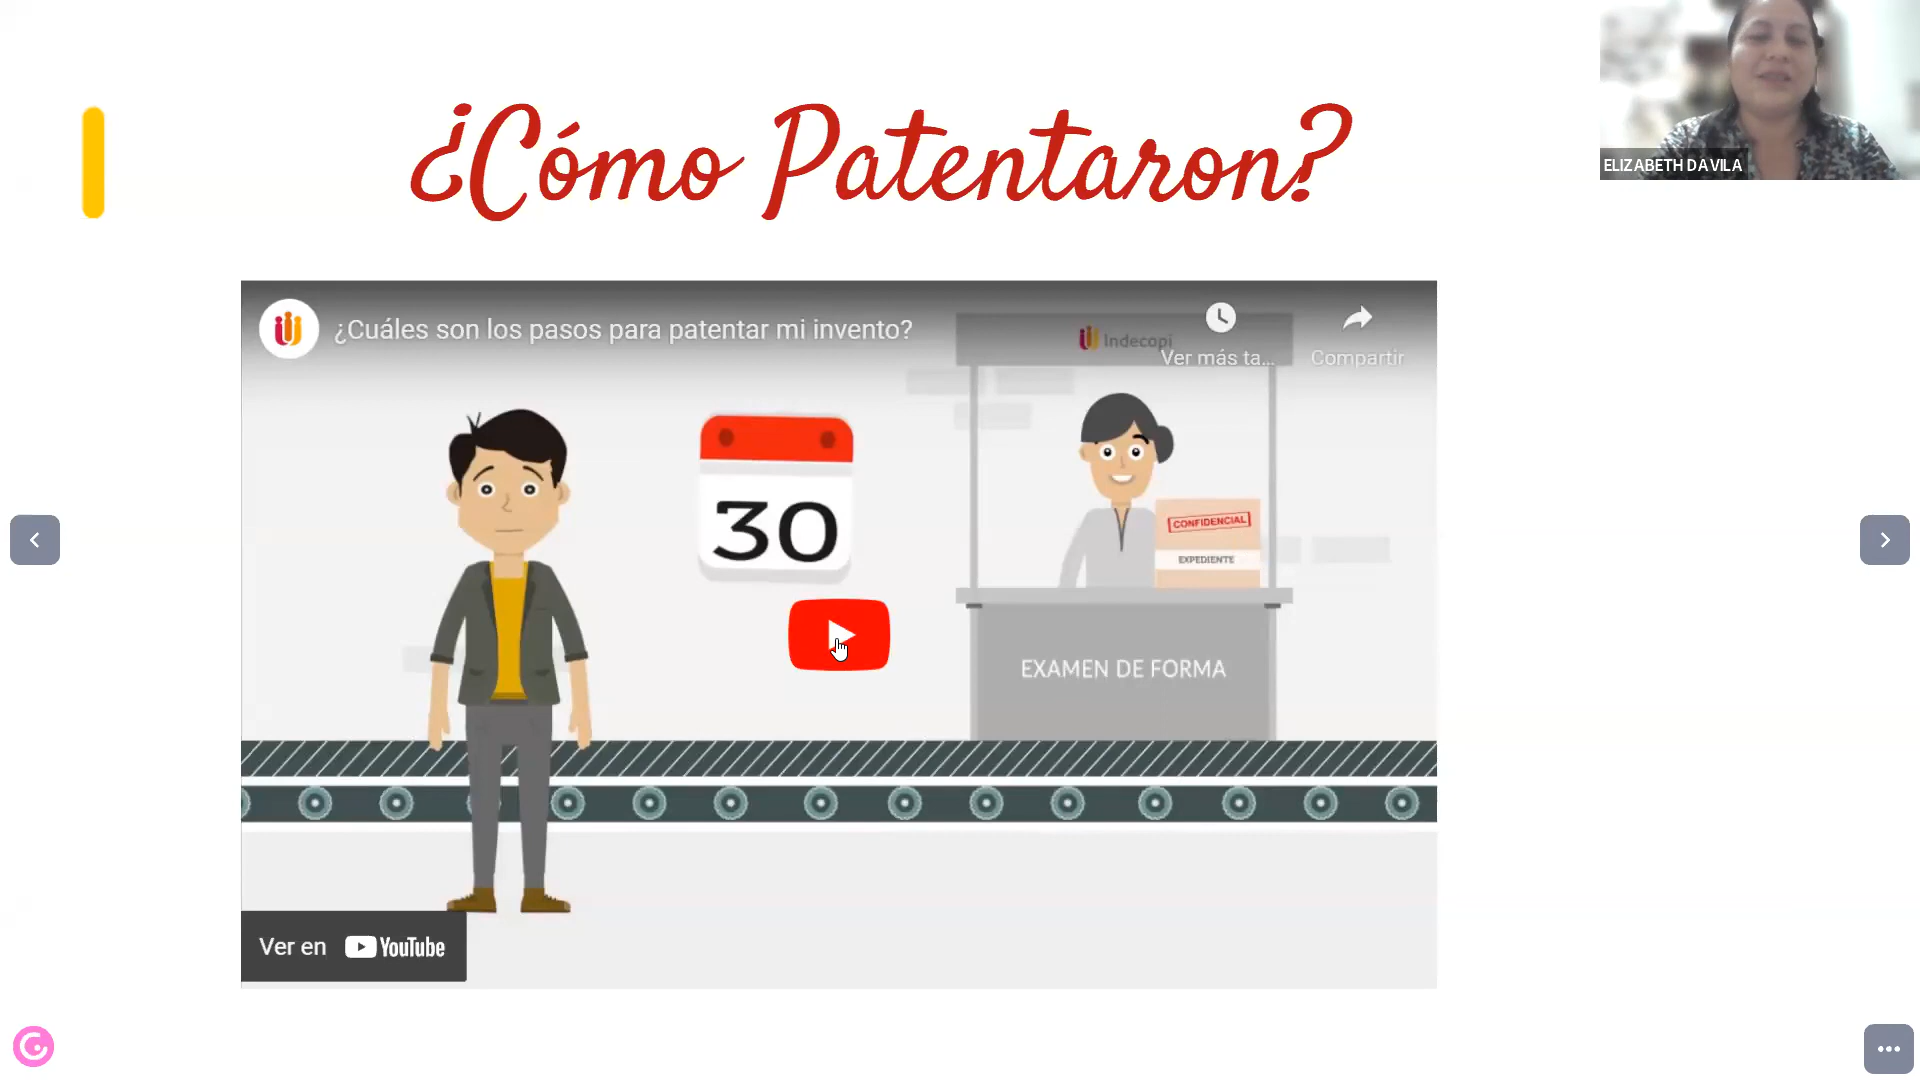 ¿Cómo Patentaron?
ELIZABETH DAVILA
¿Cuáles son los pasos para patentar mi invento?
Indecopi
Ver más ta...
Compartir
30
CONFIDENCIAL
EXPEDIENTE
EXAMEN DE FORMA
Ver en YouTube